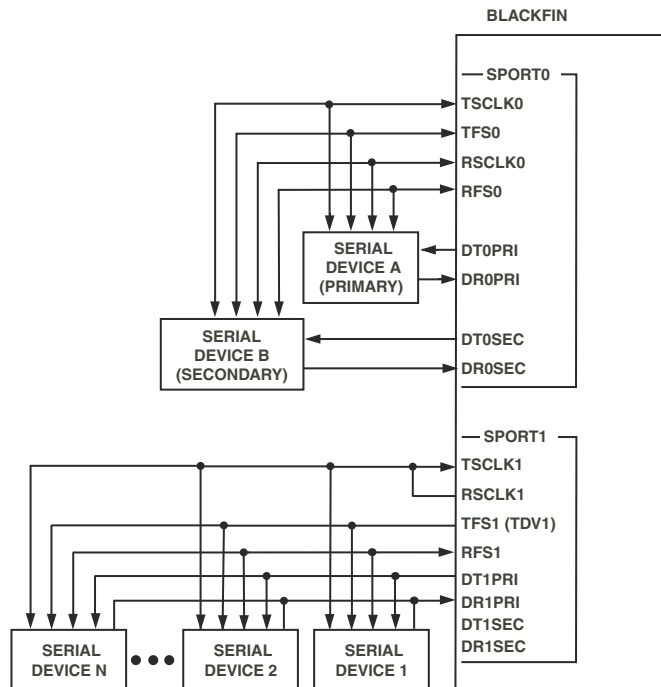 BLACKFIN
SPORT0
TSCLK0
TFS0
RSCLK0
RFS0
SERIAL
DEVICE A
(PRIMARY)
DT0PRI
DR0PRI
SERIAL
DEVICE B
(SECONDARY)
DT0SEC
DR0SEC
SPORT1
TSCLK1
RSCLK1
TFS1 (TDV1)
RFS1
DT1PRI
DR1PRI
DT1SEC
DR1SEC
SERIAL
DEVICE N
SERIAL
DEVICE 2
SERIAL
DEVICE 1